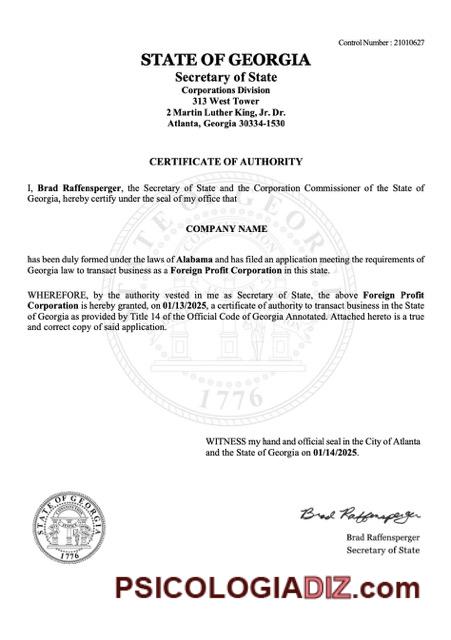 Control Number : 21010627
STATE OF GEORGIA
Secretary of State
Corporations Division
313 West Tower
2 Martin Luther King, Jr. Dr.
Atlanta, Georgia 30334-1530
CERTIFICATE OF AUTHORITY
I, Brad Raffensperger, the Secretary of State and the Corporation Commissioner of the State of
Georgia, hereby certify under the seal of my office that
COMPANY NAME
has been duly formed under the laws of Alabama and has filed an application meeting the requirements of
Georgia law to transact business as a Foreign Profit Corporation in this state.
WHEREFORE, by the authority vested in me as Secretary of State, the above Foreign Profit
Corporation is hereby granted, on 01/13/2025, a certificate of authority to transact business in the State
of Georgia as provided by Title 14 of the Official Code of Georgia Annotated. Attached hereto is a true
and correct copy of said application.
STATE OF GEORGIA
1776
WITNESS my hand and official seal in the City of Atlanta
and the State of Georgia on 01/14/2025.
STATE OF GEORGIA
1776
Brad Raffensperger
Brad Raffensperger
Secretary of State
PSICOLOGIADIZ.com